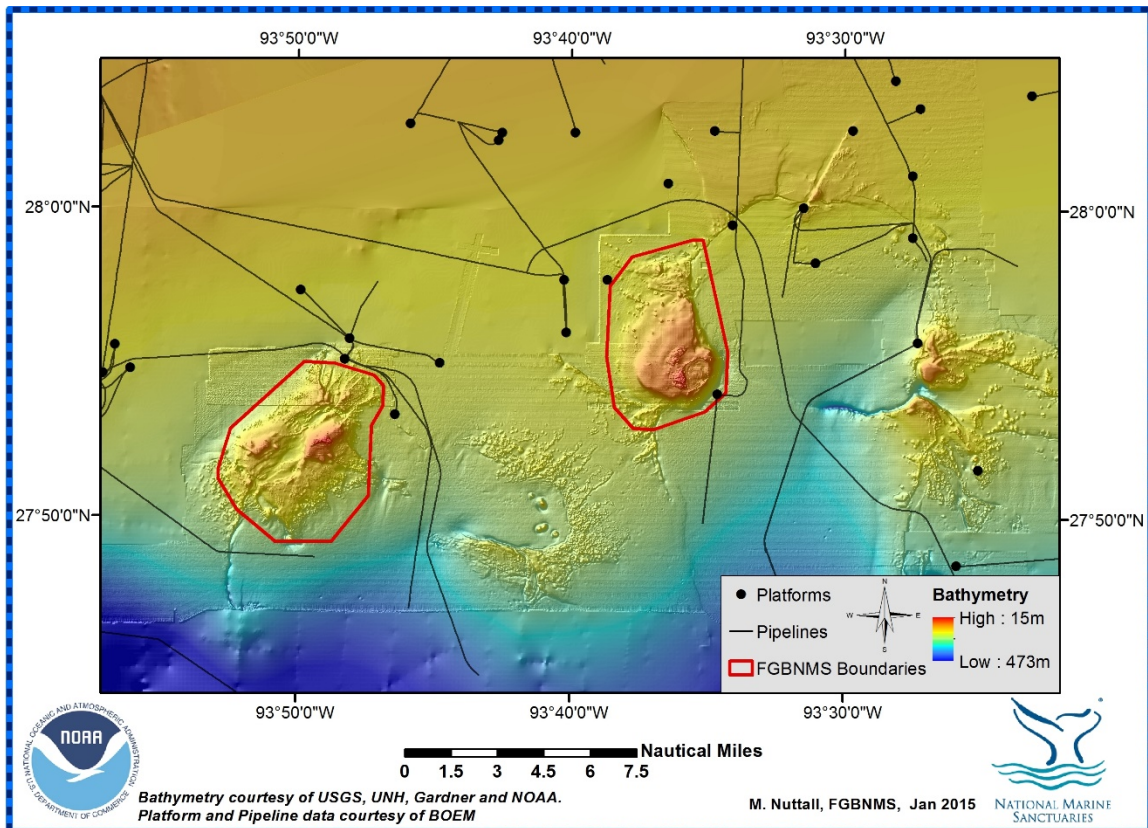 93°50'0"W 93°40'0"W 93°30'0"W
28°0'0"N 28°0'0"N
27°50'0"N 27°50'0"N
Platforms
Pipelines
FGBNMS Boundaries
N
W E
S
Bathymetry
High : 15m
Low : 473m
93°50'0"W 93°40'0"W 93°30'0"W
Nautical Miles
0 1.5 3 4.5 6 7.5
NATIONAL OCEANIC AND ATMOSPHERIC ADMINISTRATION
NOAA
U.S. DEPARTMENT OF COMMERCE
Bathymetry courtesy of USGS, UNH, Gardner and NOAA.
Platform and Pipeline data courtesy of BOEM
M. Nuttall, FGBNMS, Jan 2015
NATIONAL MARINE
SANCTUARIES